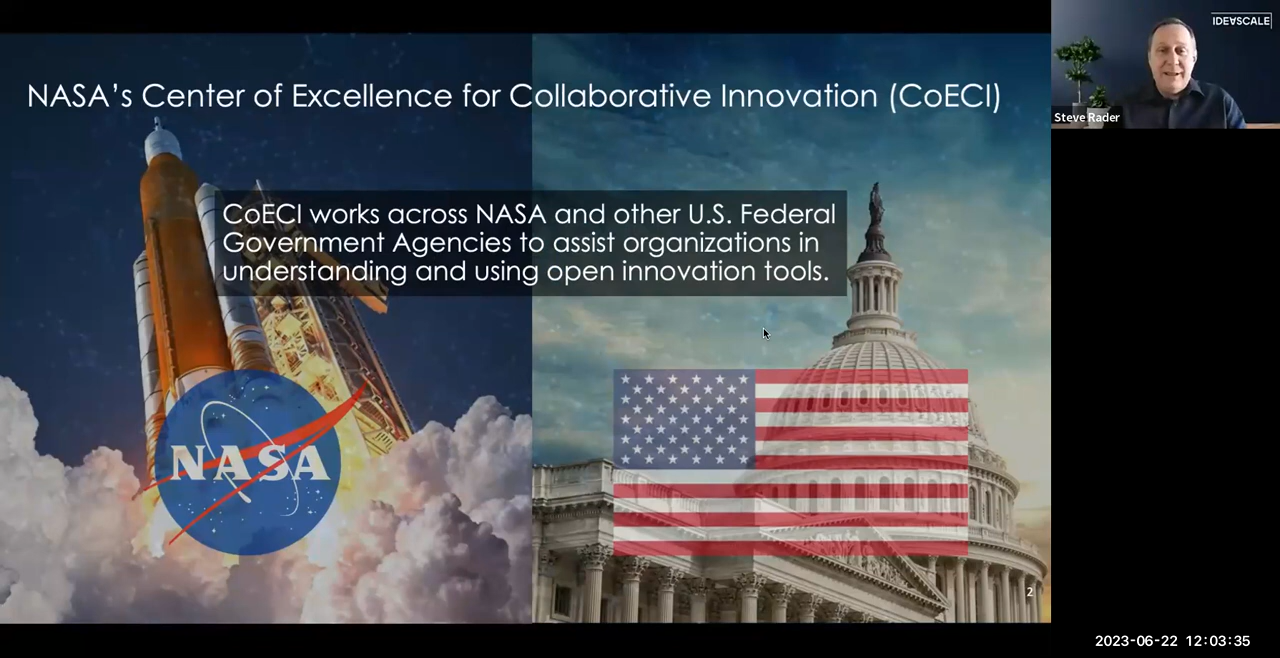 NASA's Center of Excellence for Collaborative Innovation (CoECI)
CoECI works across NASA and other U.S. Federal
Government Agencies to assist organizations in
understanding and using open innovation tools.
NASA
2
IDEASCALE
Steve Rader
2023-06-22 12:03:35